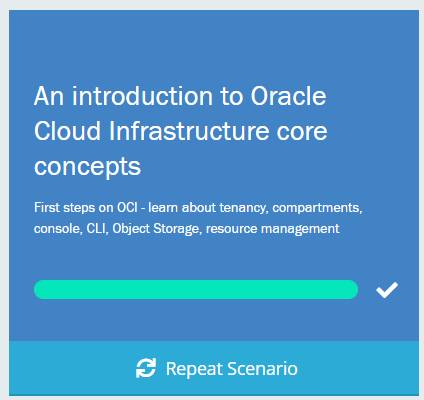 An introduction to Oracle
Cloud Infrastructure core
concepts
First steps on OCI - learn about tenancy, compartments,
console, CLI, Object Storage, resource management
Repeat Scenario